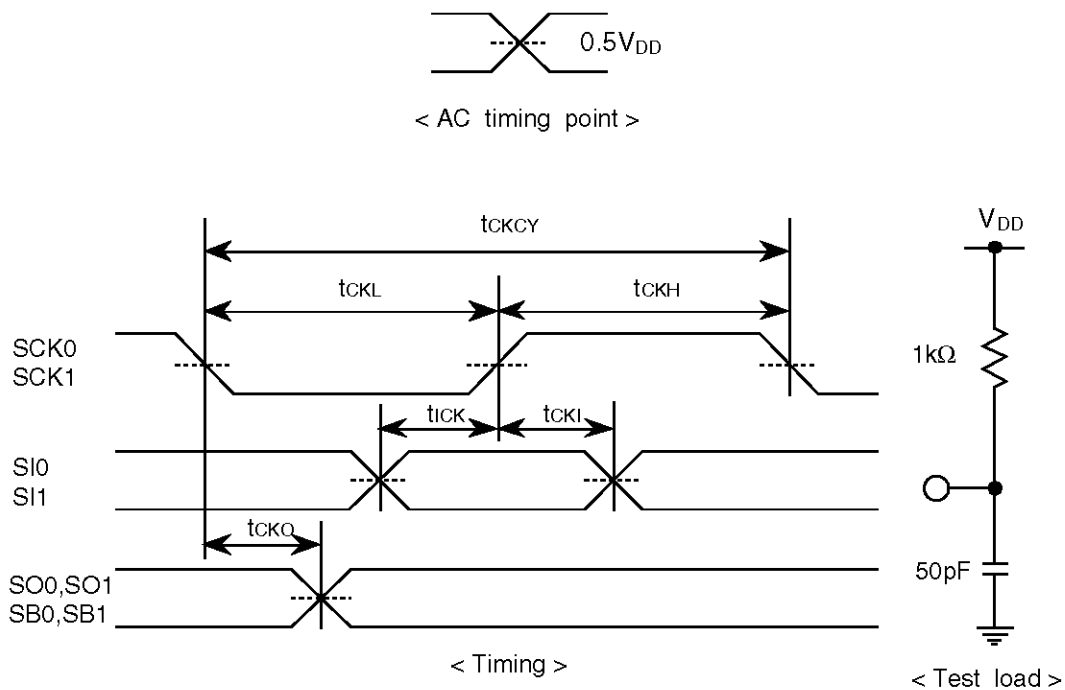 0.5VDD
< AC timing point >
tCKCY
VDD
tCKL
tCKH
SCK0
SCK1
1kΩ
tICK
tCKI
SI0
SI1
tCKO
SO0,SO1
SB0,SB1
50pF
< Timing >
< Test load >